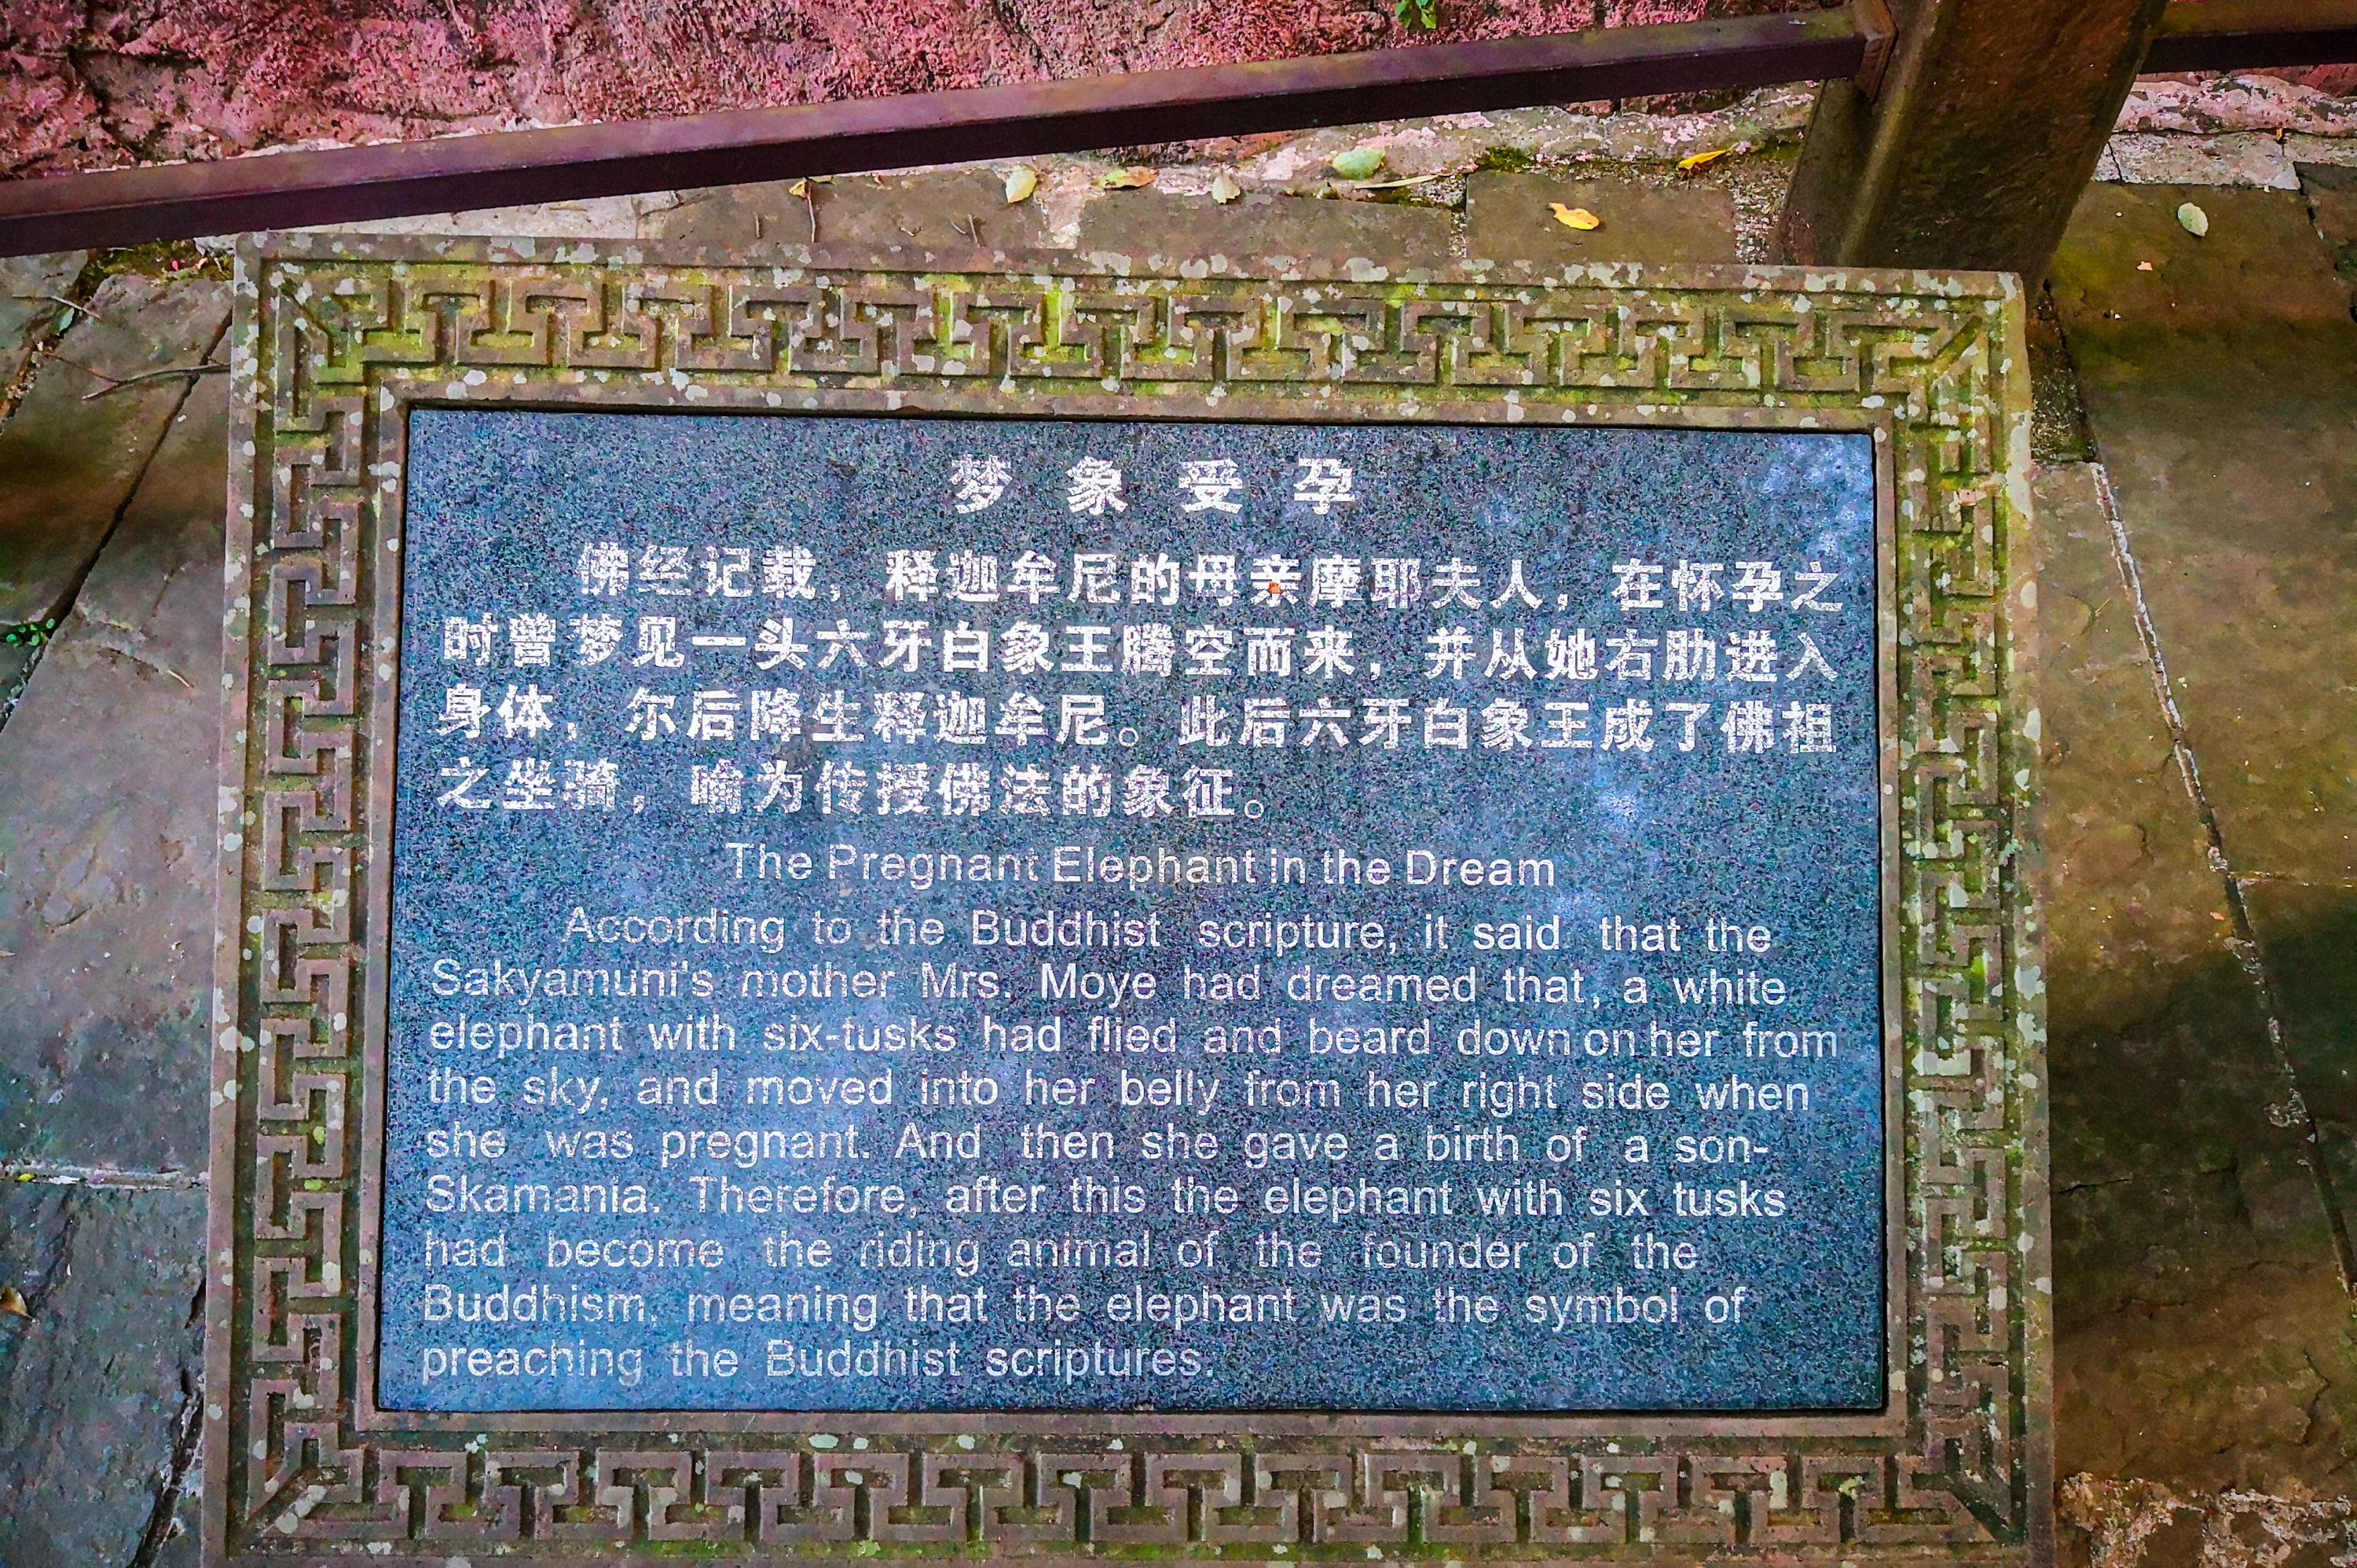 梦象受孕
佛经记载，释迦牟尼的母亲摩耶夫人，在怀孕之
时曾梦见一头六牙白象王腾空而来，并从她右肋进入
身体，尔后降生释迦牟尼。此后六牙白象王成了佛祖
之坐骑，喻为传授佛法的象征。
The Pregnant Elephant in the Dream
According to the Buddhist scripture, it said that the
Sakyamuni's mother Mrs. Moye had dreamed that, a white
elephant with six-tusks had flied and beard down on her from
the sky, and moved into her belly from her right side when
she was pregnant. And then she gave a birth of a son-
Skamania. Therefore, after this the elephant with six tusks
had become the riding animal of the founder of the
Buddhism. meaning that the elephant was the symbol of
preaching the Buddhist scriptures.